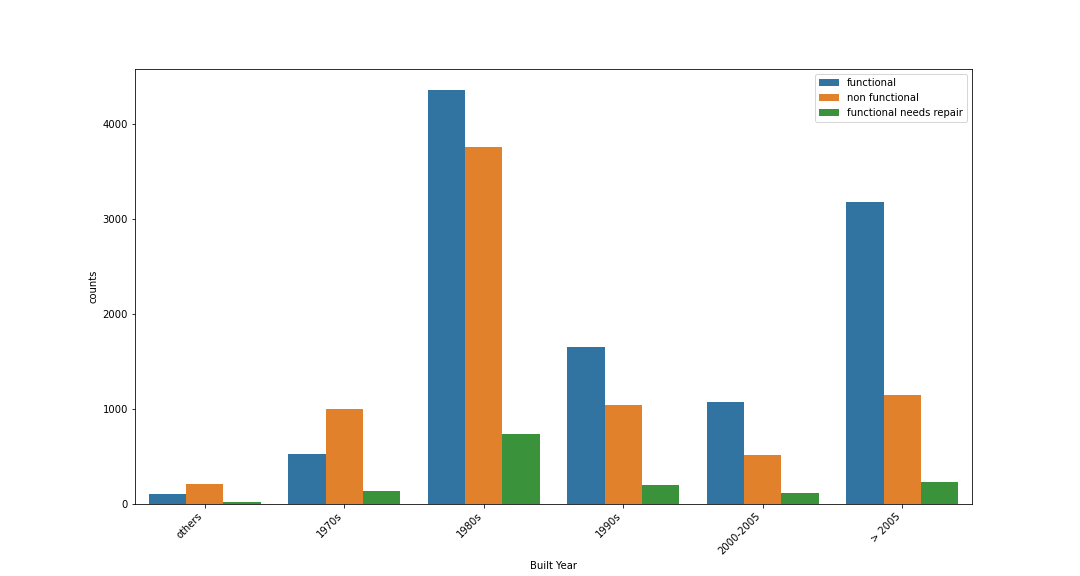 functional
non functional
functional needs repair
4000
3000
2000
1000
0
counts
others
1970s
1980s
1990s
2000-2005
> 2005
Built Year